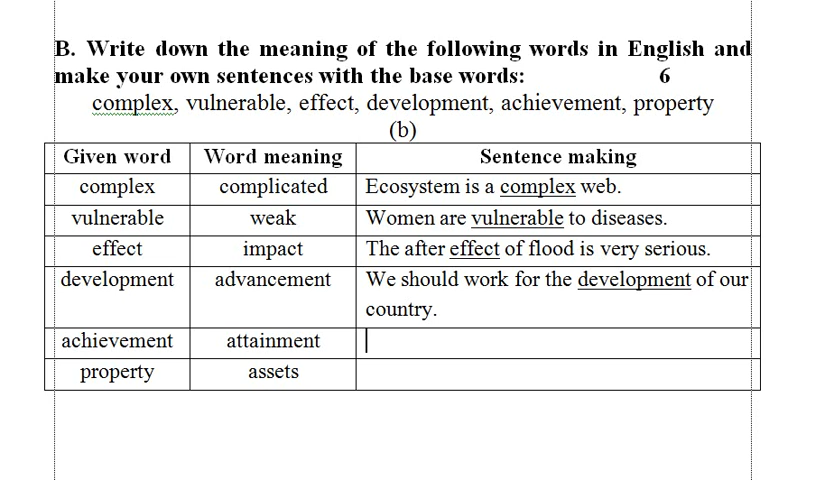 B. Write down the meaning of the following words in English and
make your own sentences with the base words: 6
complex, vulnerable, effect, development, achievement, property
(b)
Given word Word meaning Sentence making
complex complicated Ecosystem is a complex web.
vulnerable weak Women are vulnerable to diseases.
effect impact The after effect of flood is very serious.
development advancement We should work for the development of our
country.
achievement attainment
property assets